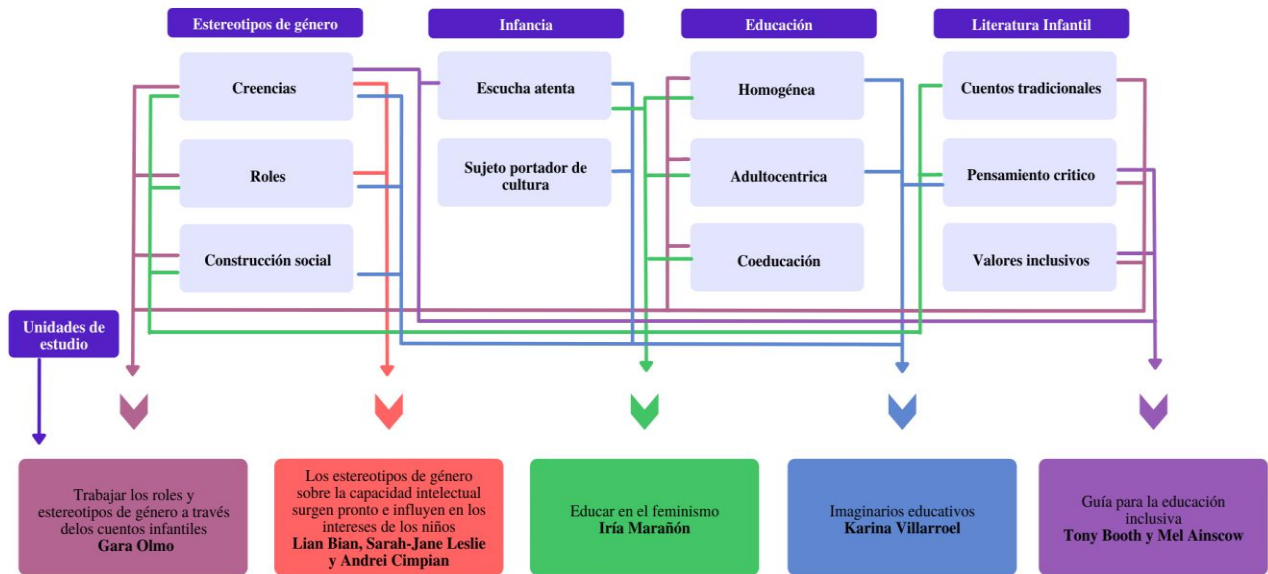 Estereotipos de género
Infancia
Educación
Literatura Infantil
Creencias
Escucha atenta
Homogénea
Cuentos tradicionales
Roles
Sujeto portador de
cultura
Adultocentrica
Pensamiento critico
Construcción social
Coeducación
Valores inclusivos
Unidades de
estudio
Trabajar los roles y
estereotipos de género a través
delos cuentos infantiles
Gara Olmo
Los estereotipos de género
sobre la capacidad intelectual
surgen pronto e influyen en los
intereses de los niños
Lian Bian, Sarah-Jane Leslie
y Andrei Cimpian
Educar en el feminismo
Iría Marañón
Imaginarios educativos
Karina Villarroel
Guía para la educación
inclusiva
Tony Booth y Mel Ainscow